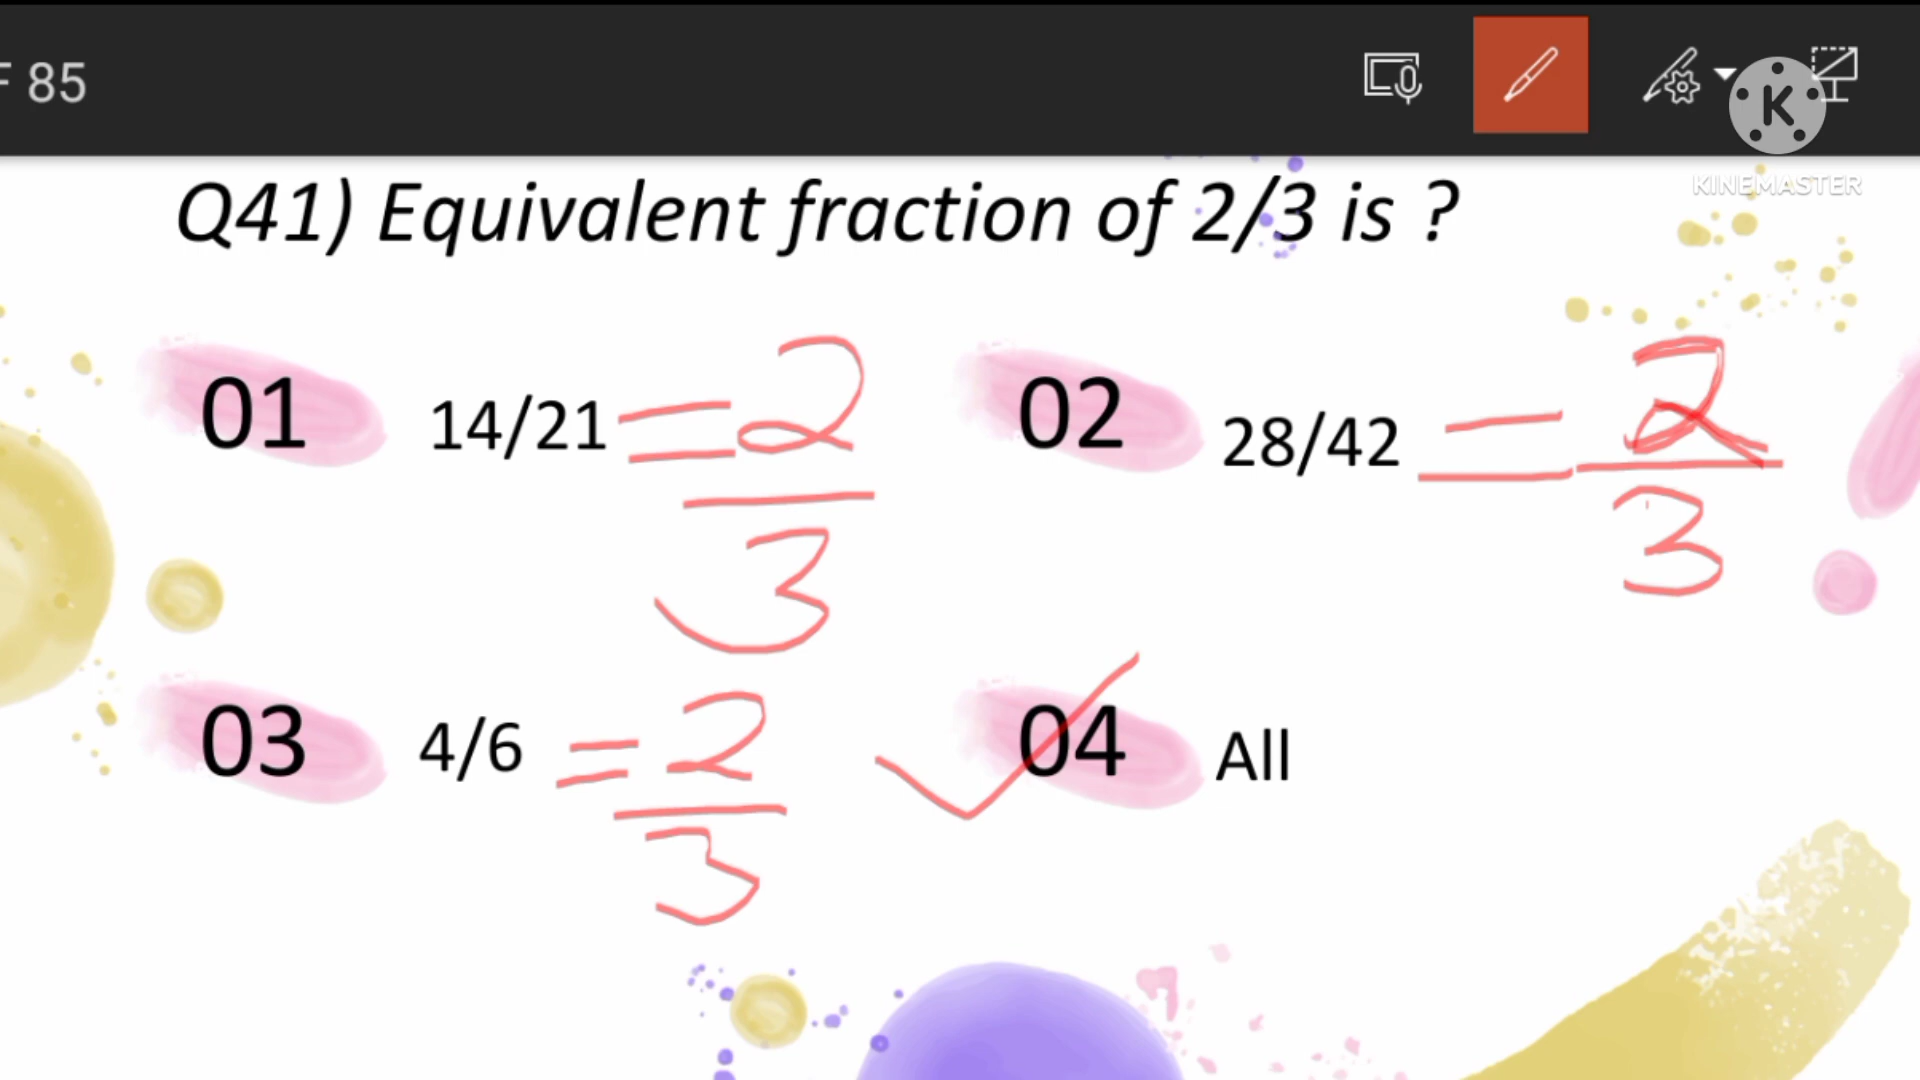 F 85
K
KINEMASTER
Q41) Equivalent fraction of 2/3 is ?
01 14/21 = 2/3
02 28/42 = 2/3
03 4/6 = 2/3
04 All